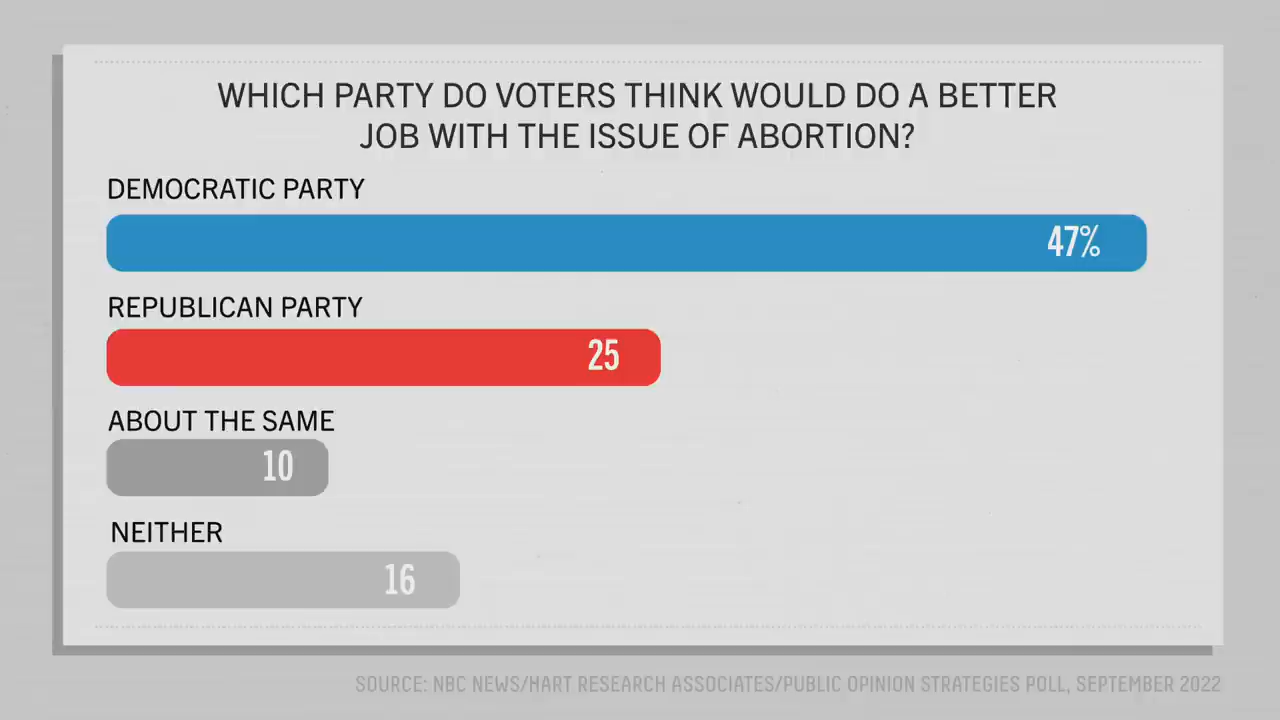 WHICH PARTY DO VOTERS THINK WOULD DO A BETTER
JOB WITH THE ISSUE OF ABORTION?
DEMOCRATIC PARTY
47%
REPUBLICAN PARTY
25
ABOUT THE SAME
10
NEITHER
16
SOURCE: NBC NEWS/HART RESEARCH ASSOCIATES/PUBLIC OPINION STRATEGIES POLL, SEPTEMBER 2022